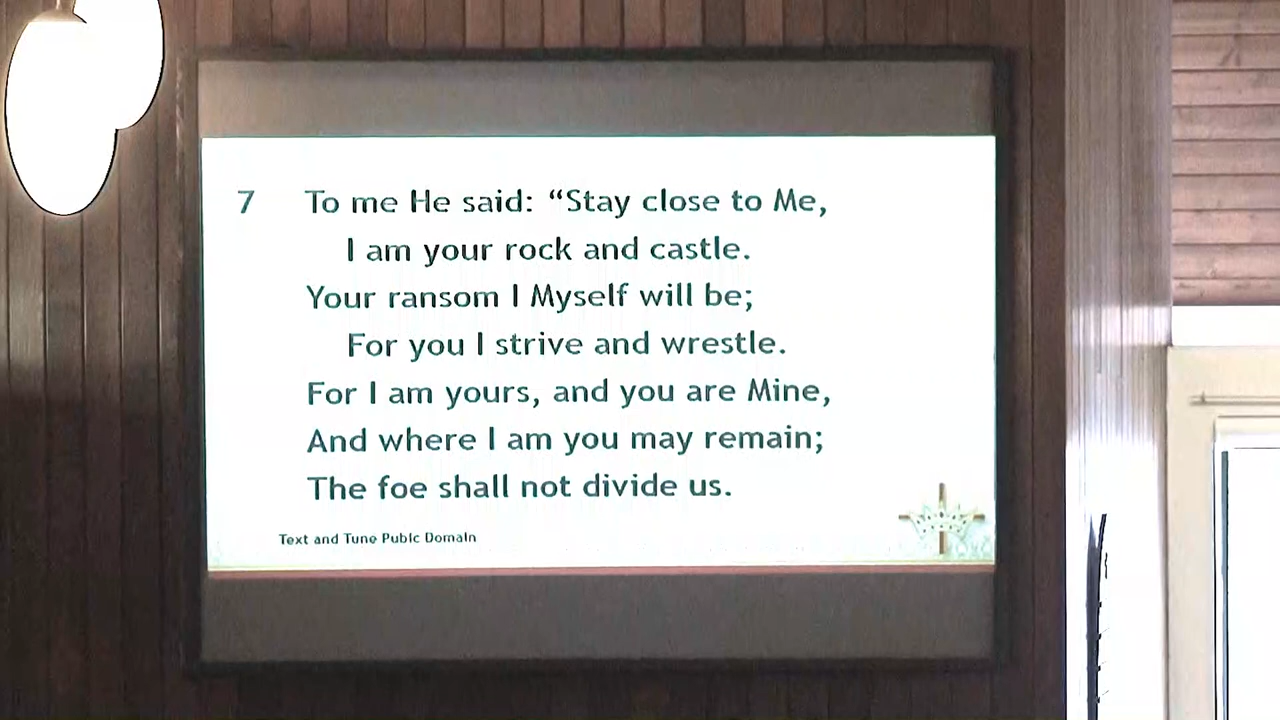 7 To me He said: “Stay close to Me,
I am your rock and castle.
Your ransom I Myself will be;
For you I strive and wrestle.
For I am yours, and you are Mine,
And where I am you may remain;
The foe shall not divide us.
Text and Tune Public Domain